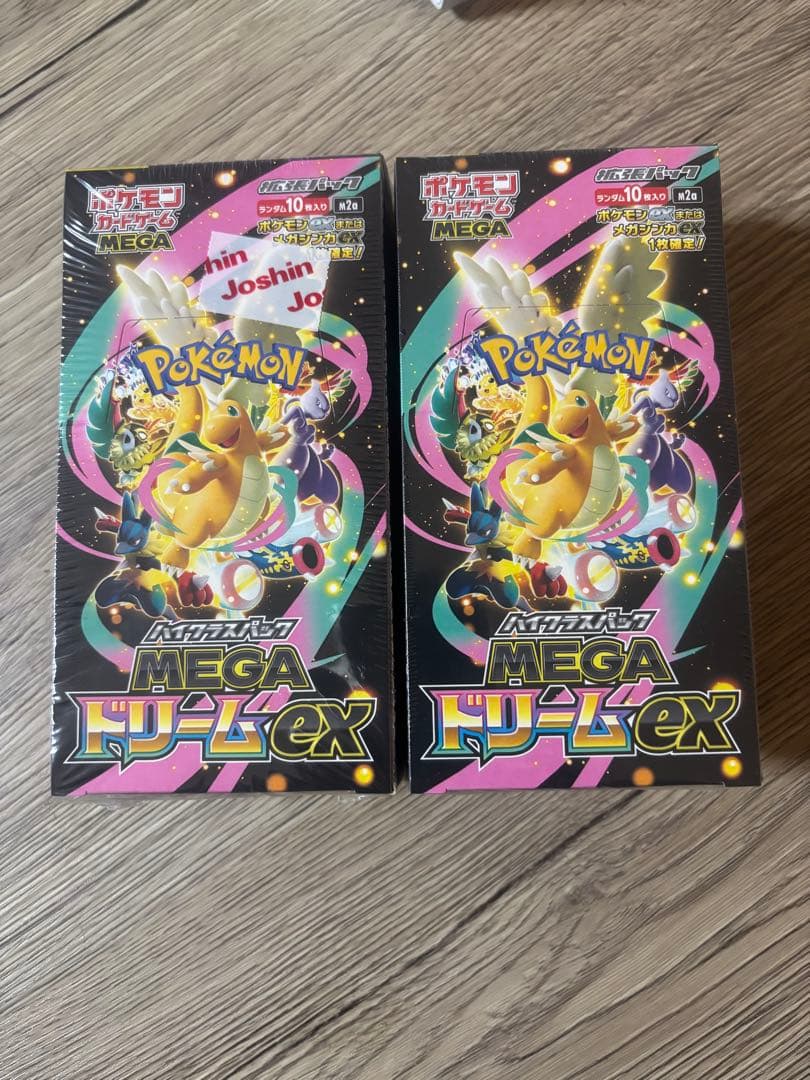 ポケモン
カードゲーム
MEGA
拡張パック
ランダム10枚入り
M2a
ポケモンexまたは
メガシンカex
1枚確定!
hin
Joshin
Jo
POKéMON
ハイクラスパック
MEGA
ドリームex
ポケモン
カードゲーム
MEGA
拡張パック
ランダム10枚入り
M2a
ポケモンexまたは
メガシンカex
1枚確定!
POKéMON
ハイクラスパック
MEGA
ドリームex